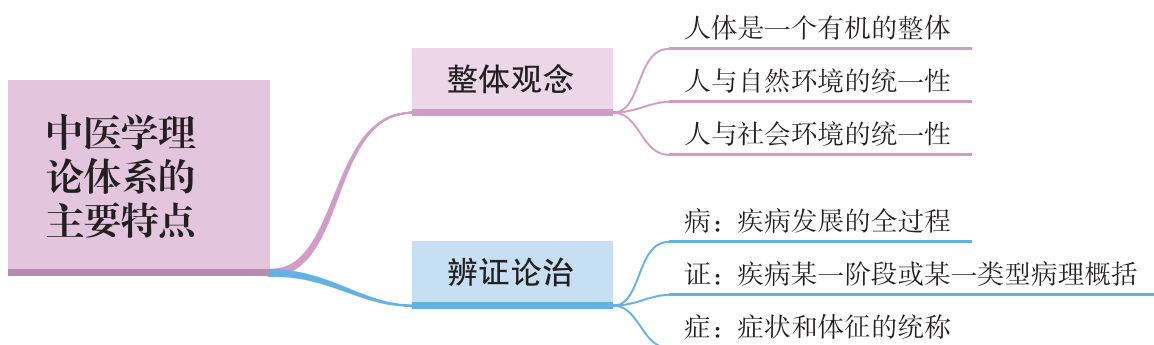 中医学理
论体系的
主要特点
整体观念
人体是一个有机的整体
人与自然环境的统一性
人与社会环境的统一性
辨证论治
病：疾病发展的全过程
证：疾病某一阶段或某一类型病理概括
症：症状和体征的统称